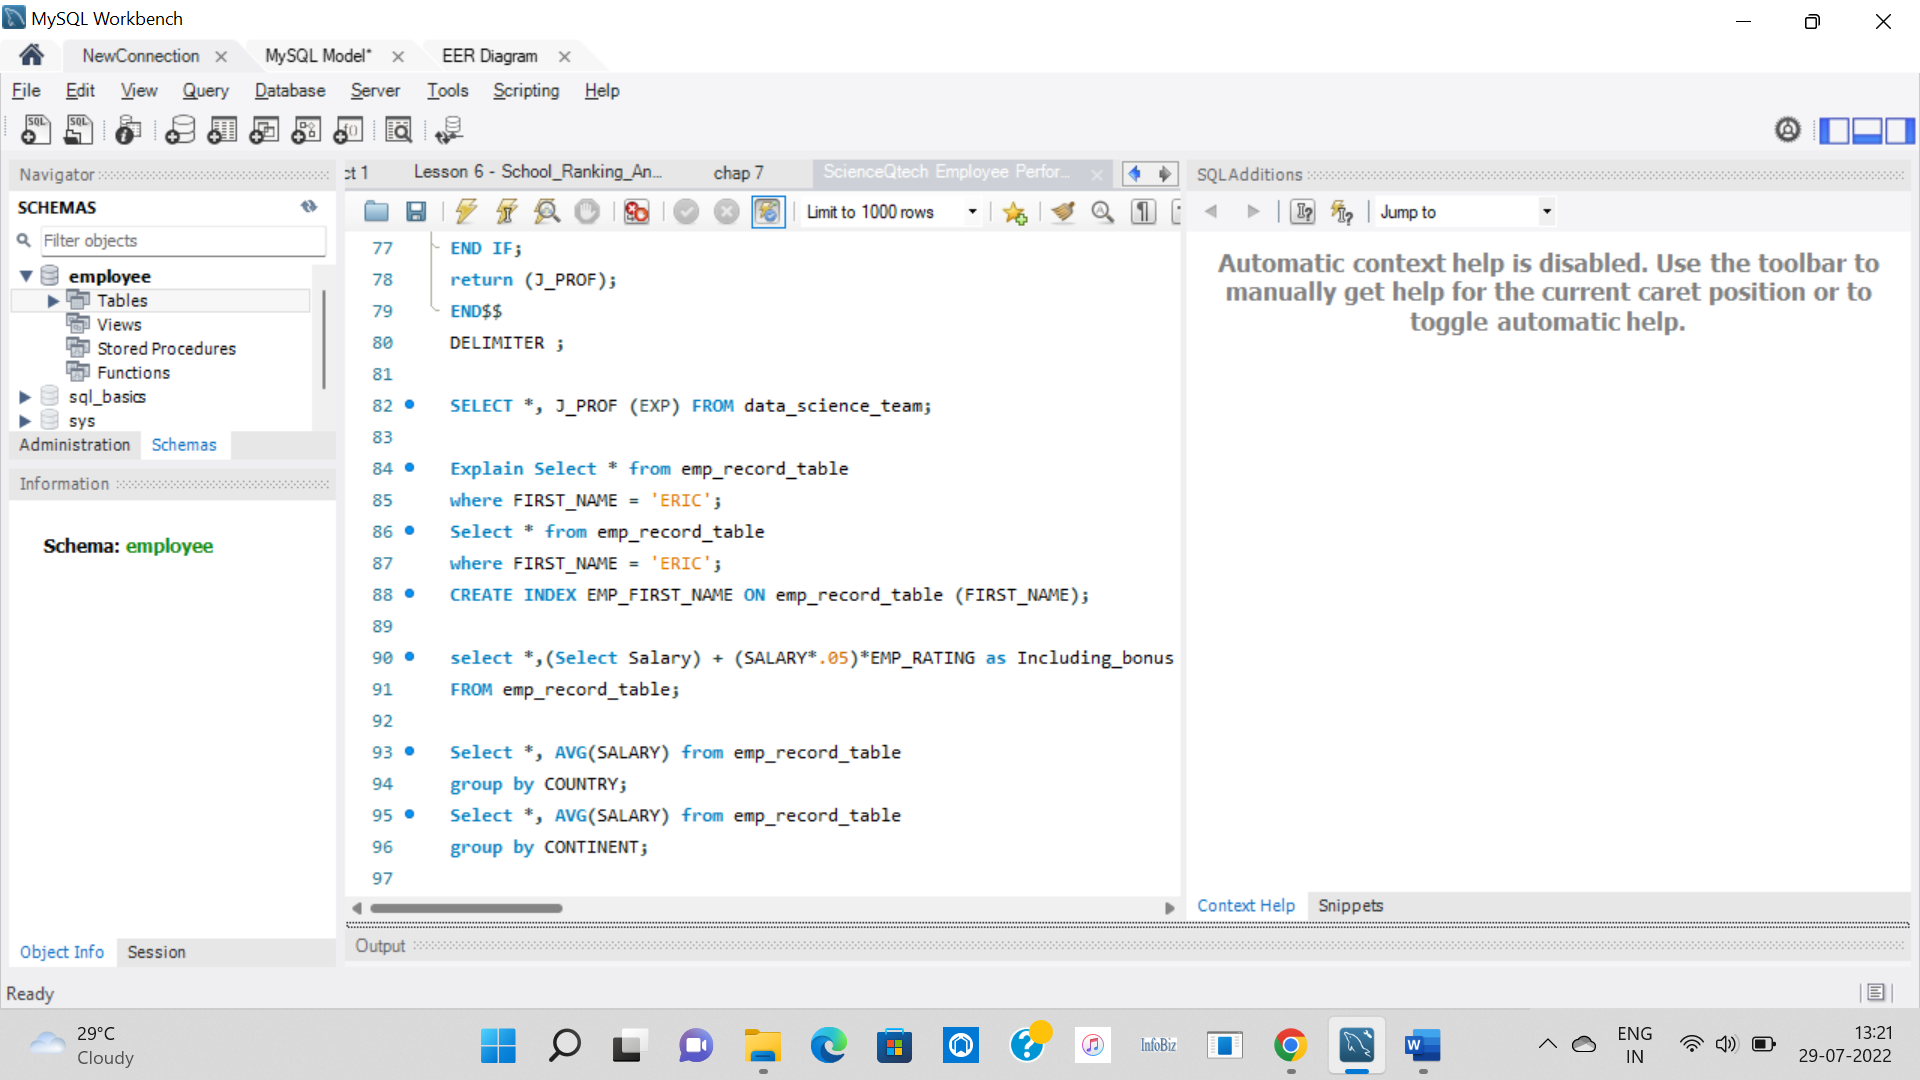 MySQL Workbench
NewConnection
MySQL Model*
EER Diagram
File Edit View Query Database Server Tools Scripting Help
Navigator
SCHEMAS
Filter objects
employee
Tables
Views
Stored Procedures
Functions
sql_basics
sys
Administration Schemas
Information
Schema: employee
Object Info Session
ct 1
Lesson 6 - School_Ranking_An...
chap 7
ScienceQtech Employee Perfor...
Limit to 1000 rows
77 END IF;
78 return (J_PROF);
79 END$$
80 DELIMITER ;
81
82 SELECT *, J_PROF (EXP) FROM data_science_team;
83
84 Explain Select * from emp_record_table
85 where FIRST_NAME = 'ERIC';
86 Select * from emp_record_table
87 where FIRST_NAME = 'ERIC';
88 CREATE INDEX EMP_FIRST_NAME ON emp_record_table (FIRST_NAME);
89
90 select *,(Select Salary) + (SALARY*.05)*EMP_RATING as Including_bonus
91 FROM emp_record_table;
92
93 Select *, AVG(SALARY) from emp_record_table
94 group by COUNTRY;
95 Select *, AVG(SALARY) from emp_record_table
96 group by CONTINENT;
97
Output
SQLAdditions
Jump to
Automatic context help is disabled. Use the toolbar to
manually get help for the current caret position or to
toggle automatic help.
Context Help Snippets
Ready
29°C
Cloudy
InfoBiz
ENG
IN
13:21
29-07-2022